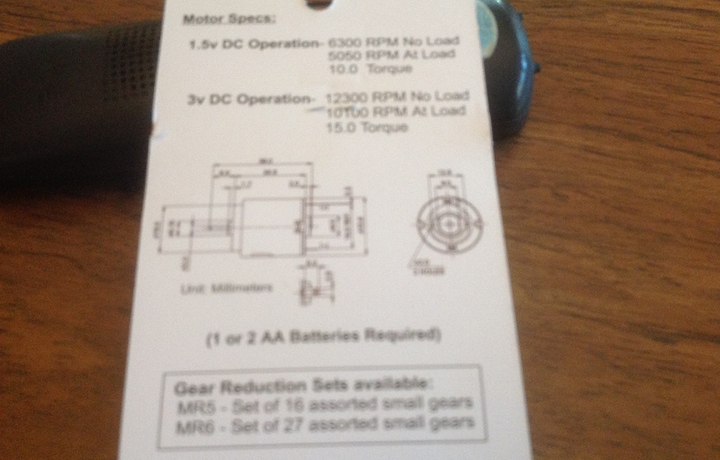 Motor Specs:
1.5v DC Operation- 6300 RPM No Load
5050 RPM At Load
10.0 Torque
3v DC Operation- 12300 RPM No Load
10100 RPM At Load
15.0 Torque
Unit: Millimeters
(1 or 2 AA Batteries Required)
Gear Reduction Sets available:
MR5 - Set of 16 assorted small gears
MR6 - Set of 27 assorted small gears